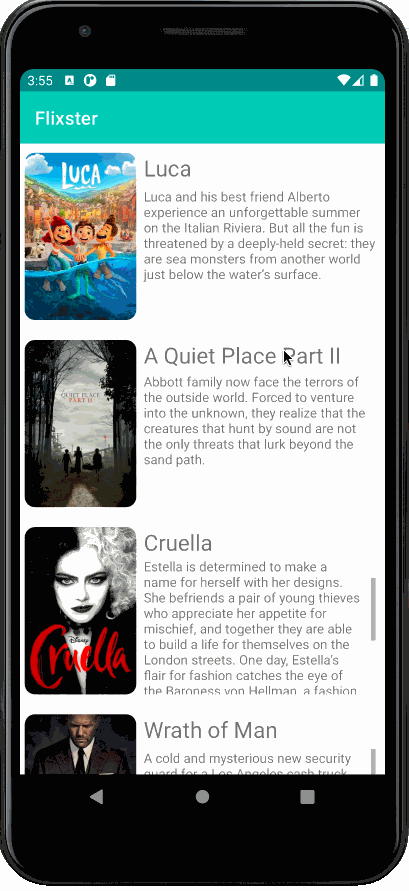 3:55
Flixster
LUCA
Luca
Luca and his best friend Alberto
experience an unforgettable summer
on the Italian Riviera. But all the fun is
threatened by a deeply-held secret: they
are sea monsters from another world
just below the water's surface.
A QUIET PLACE
PART II
A Quiet Place Part II
Abbott family now face the terrors of
the outside world. Forced to venture
into the unknown, they realize that the
creatures that hunt by sound are not
the only threats that lurk beyond the
sand path.
Disney
Cruella
Cruella
Estella is determined to make a
name for herself with her designs.
She befriends a pair of young thieves
who appreciate her appetite for
mischief, and together they are able
to build a life for themselves on the
London streets. One day, Estella's
flair for fashion catches the eye of
the Baroness von Hellman, a fashion
Wrath of Man
A cold and mysterious new security
guard for a Los Angeles cash truck